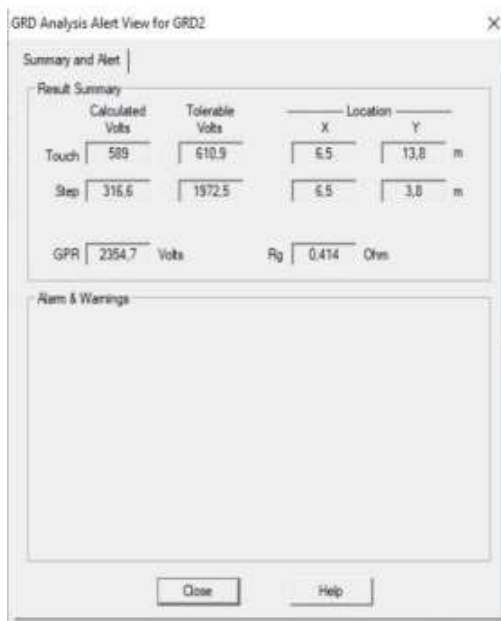 GRD Analysis Alert View for GRD2
Summary and Alert
Result Summary
Calculated Tolerable Location
Volts Volts X Y
Touch 589 610.9 6.5 13,8 m
Step 316,6 1972.5 6.5 3,8 m
GPR 2354,7 Volts Rg 0,414 Ohm
Alarm & Warnings
Close Help